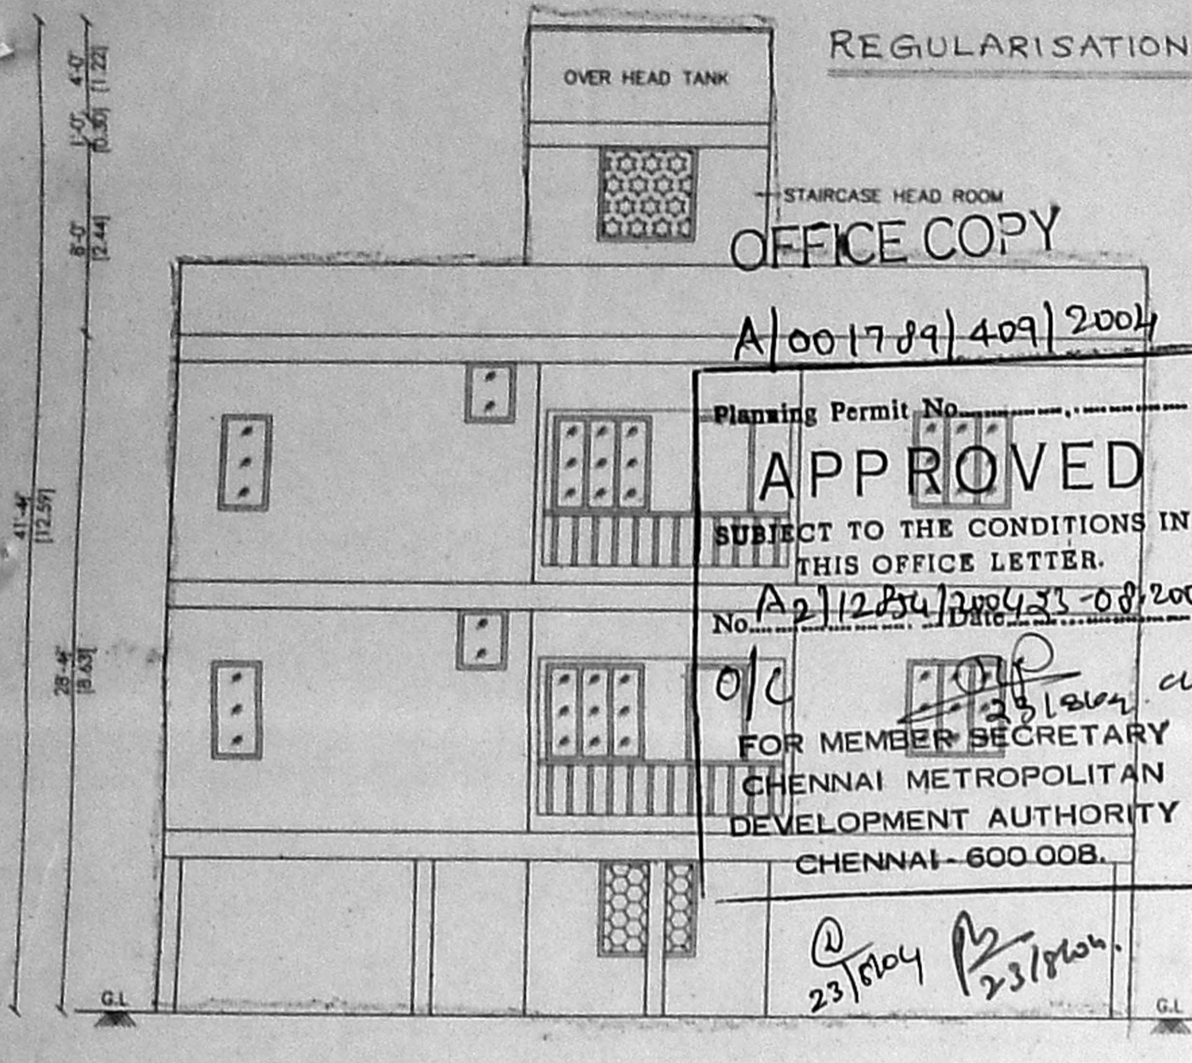 REGULARISATION
OVER HEAD TANK
STAIRCASE HEAD ROOM
OFFICE COPY
A/001789/409/2004
Planning Permit No.
APPROVED
SUBJECT TO THE CONDITIONS IN
THIS OFFICE LETTER.
No. A2/12854/2004 Date 23-08-200
O/C
23/8/04
FOR MEMBER SECRETARY
CHENNAI METROPOLITAN
DEVELOPMENT AUTHORITY
CHENNAI - 600 008.
23/8/04
23/8/04
4'-0"
[1.22]
1'-0"
[0.30]
8'-0"
[2.44]
41'-4"
[12.59]
28'-4"
[8.63]
G.L
G.L